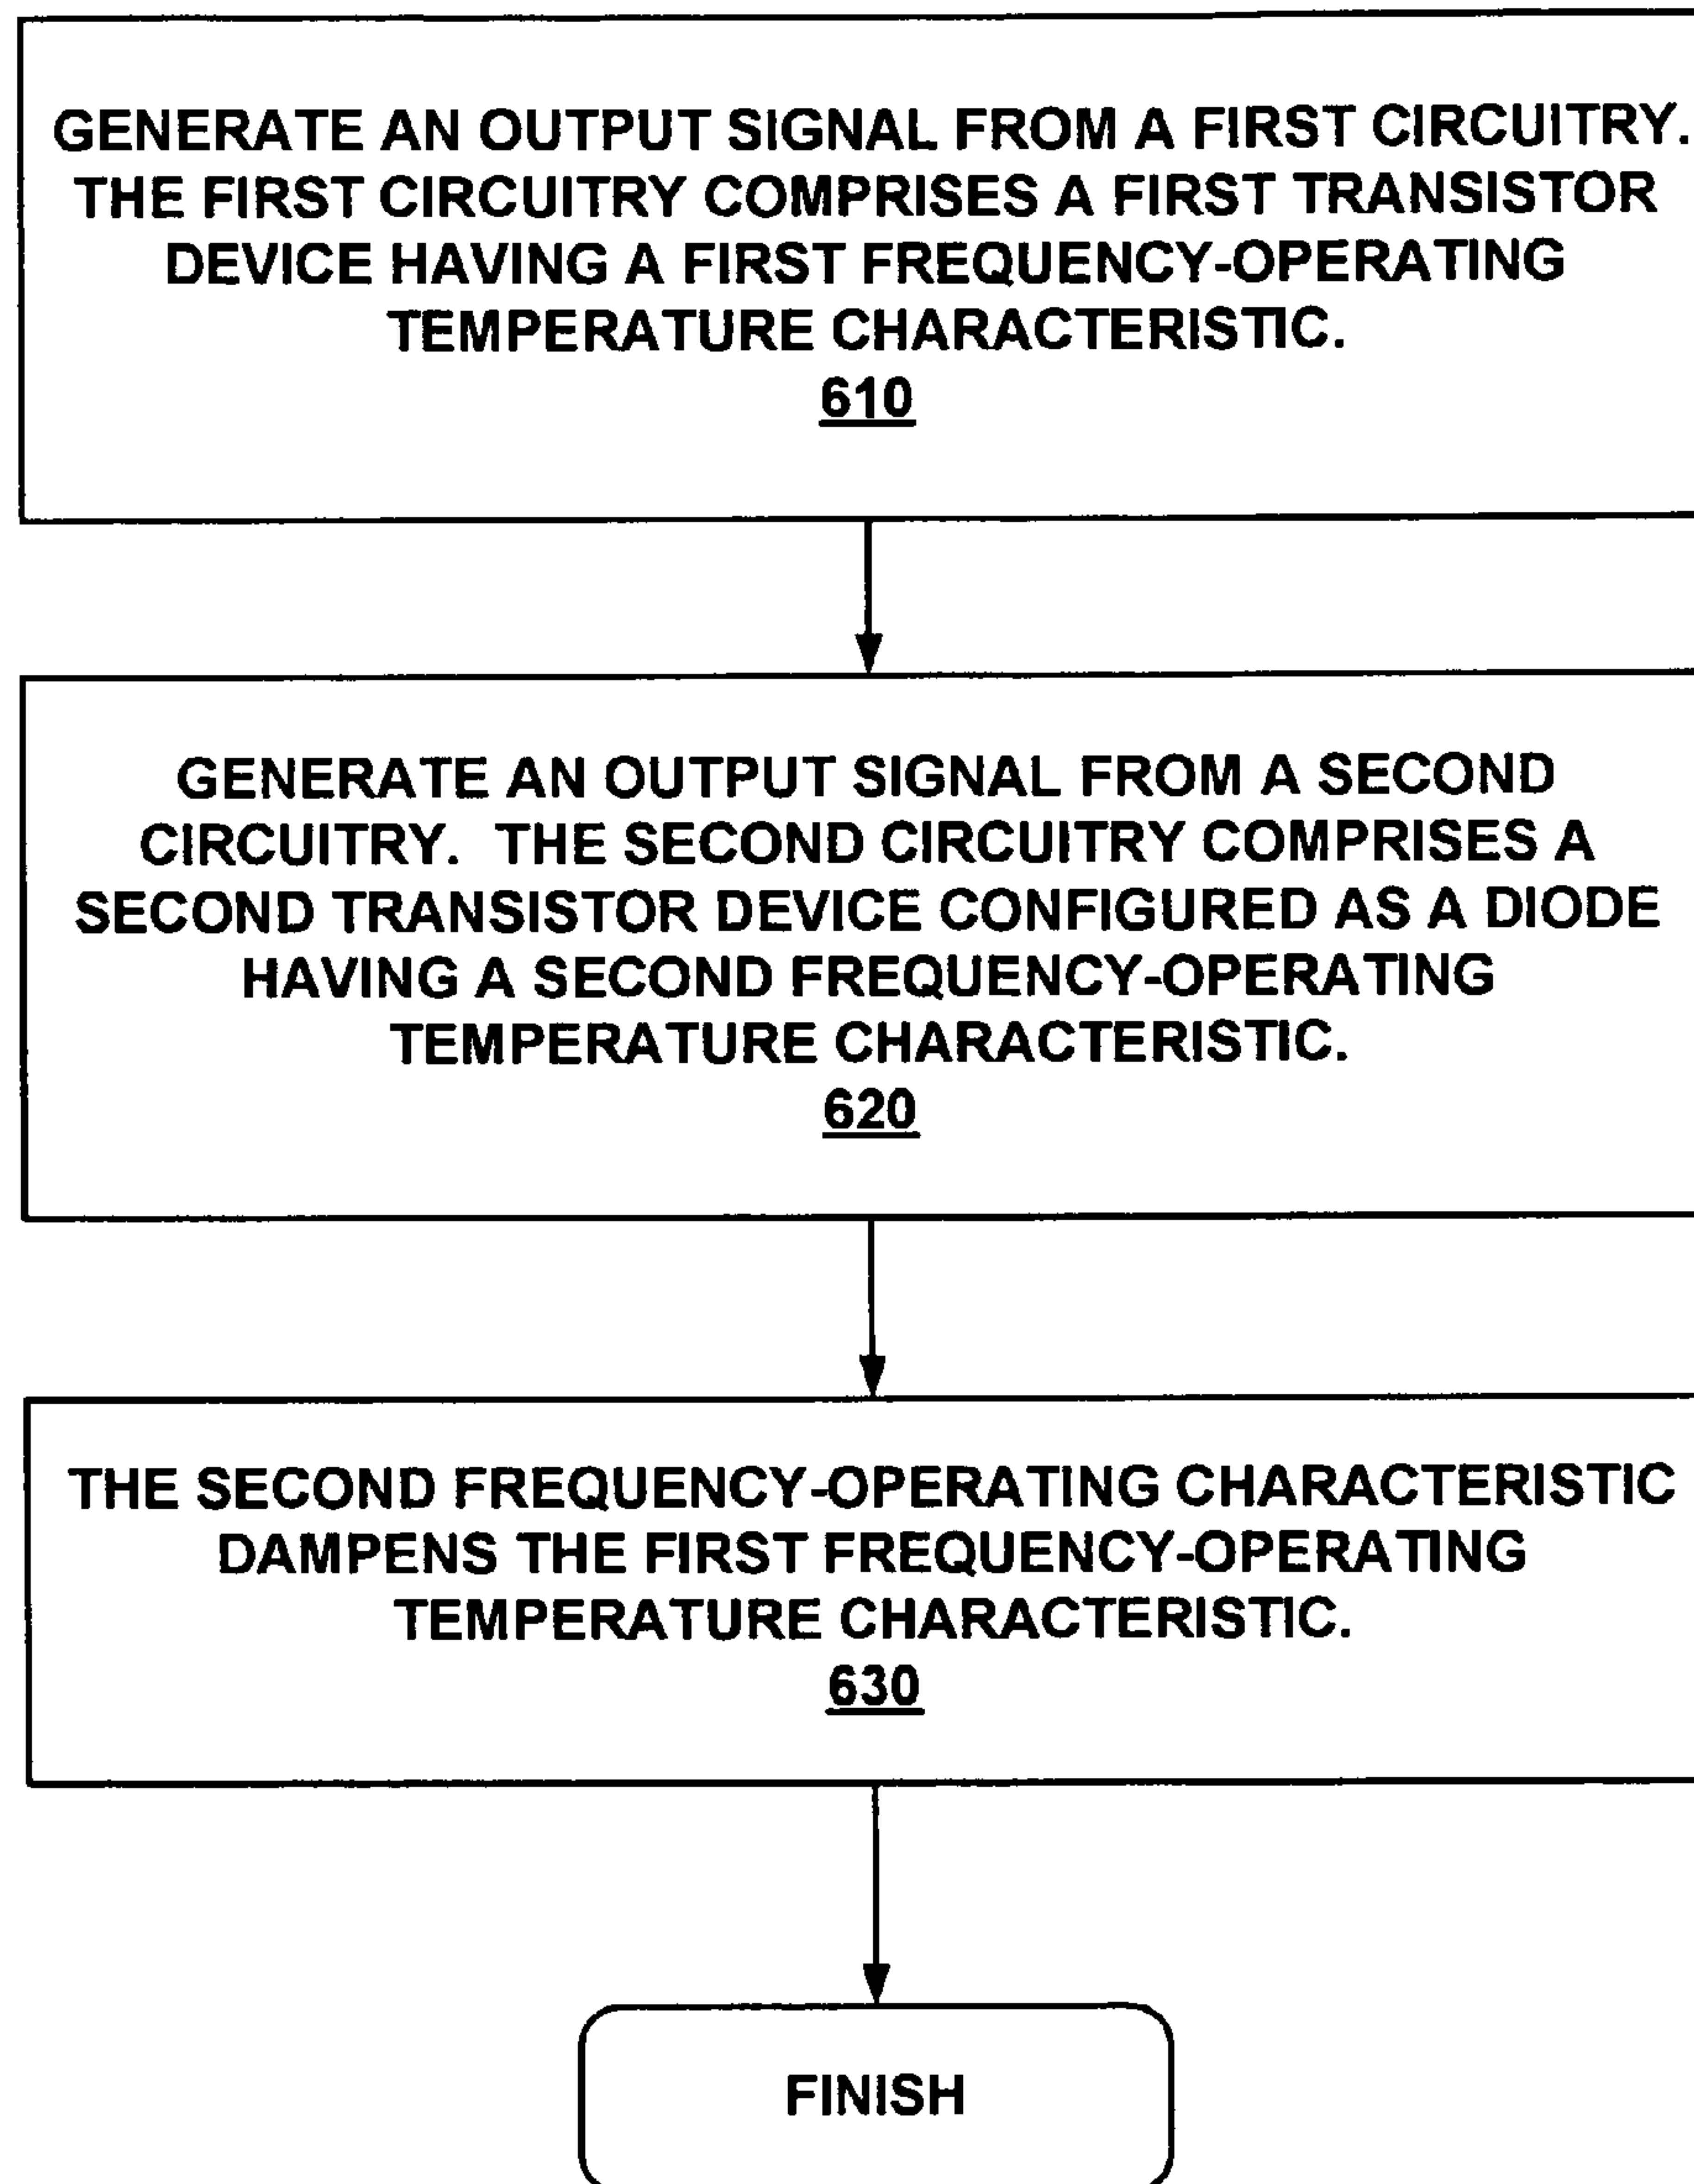 GENERATE AN OUTPUT SIGNAL FROM A FIRST CIRCUITRY.
THE FIRST CIRCUITRY COMPRISES A FIRST TRANSISTOR
DEVICE HAVING A FIRST FREQUENCY-OPERATING
TEMPERATURE CHARACTERISTIC.
610
GENERATE AN OUTPUT SIGNAL FROM A SECOND
CIRCUITRY. THE SECOND CIRCUITRY COMPRISES A
SECOND TRANSISTOR DEVICE CONFIGURED AS A DIODE
HAVING A SECOND FREQUENCY-OPERATING
TEMPERATURE CHARACTERISTIC.
620
THE SECOND FREQUENCY-OPERATING CHARACTERISTIC
DAMPENS THE FIRST FREQUENCY-OPERATING
TEMPERATURE CHARACTERISTIC.
630
FINISH